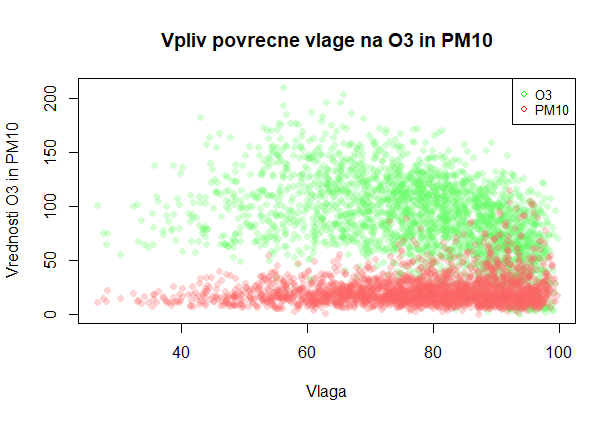 Vpliv povrecne vlage na O3 in PM10
O3
PM10
Vrednosti O3 in PM10
200
150
100
50
0
40 60 80 100
Vlaga